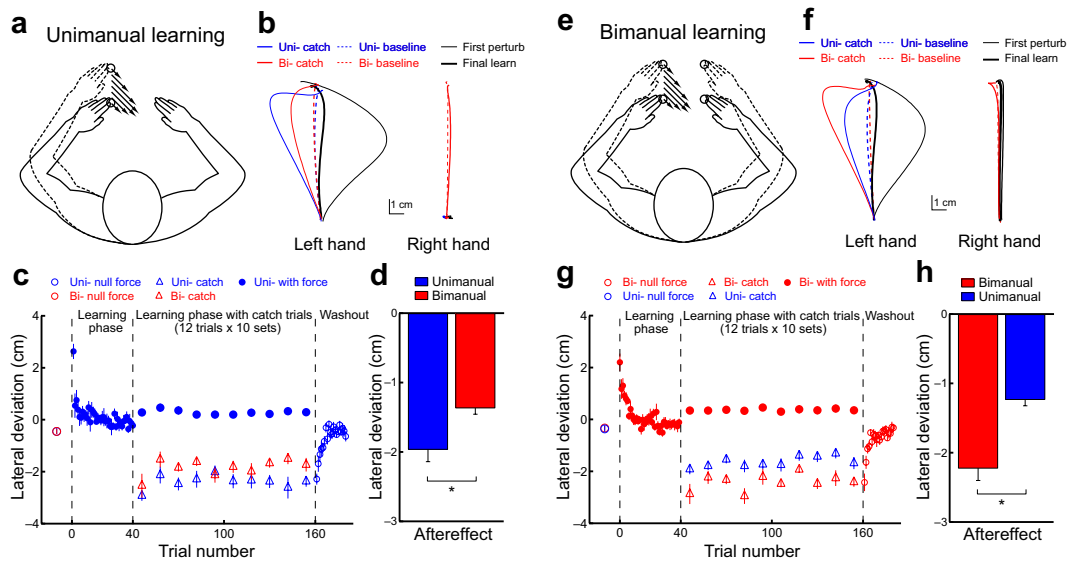 a
Unimanual learning
b
Uni- catch
Uni- baseline
First perturb
Bi- catch
Bi- baseline
Final learn
1 cm
Left hand
Right hand
c
Uni- null force
Uni- catch
Uni- with force
Bi- null force
Bi- catch
Learning
phase
Learning phase with catch trials
(12 trials x 10 sets)
Washout
Lateral deviation (cm)
4
2
0
−2
−4
0
40
100
160
Trial number
d
Unimanual
Bimanual
Lateral deviation (cm)
0
−1
−2
−3
*
Aftereffect
e
Bimanual learning
f
Uni- catch
Uni- baseline
First perturb
Bi- catch
Bi- baseline
Final learn
1 cm
Left hand
Right hand
g
Bi- null force
Bi- catch
Bi- with force
Uni- null force
Uni- catch
Learning
phase
Learning phase with catch trials
(12 trials x 10 sets)
Washout
Lateral deviation (cm)
4
2
0
−2
−4
0
40
100
160
Trial number
h
Bimanual
Unimanual
Lateral deviation (cm)
0
−1
−2
−3
*
Aftereffect